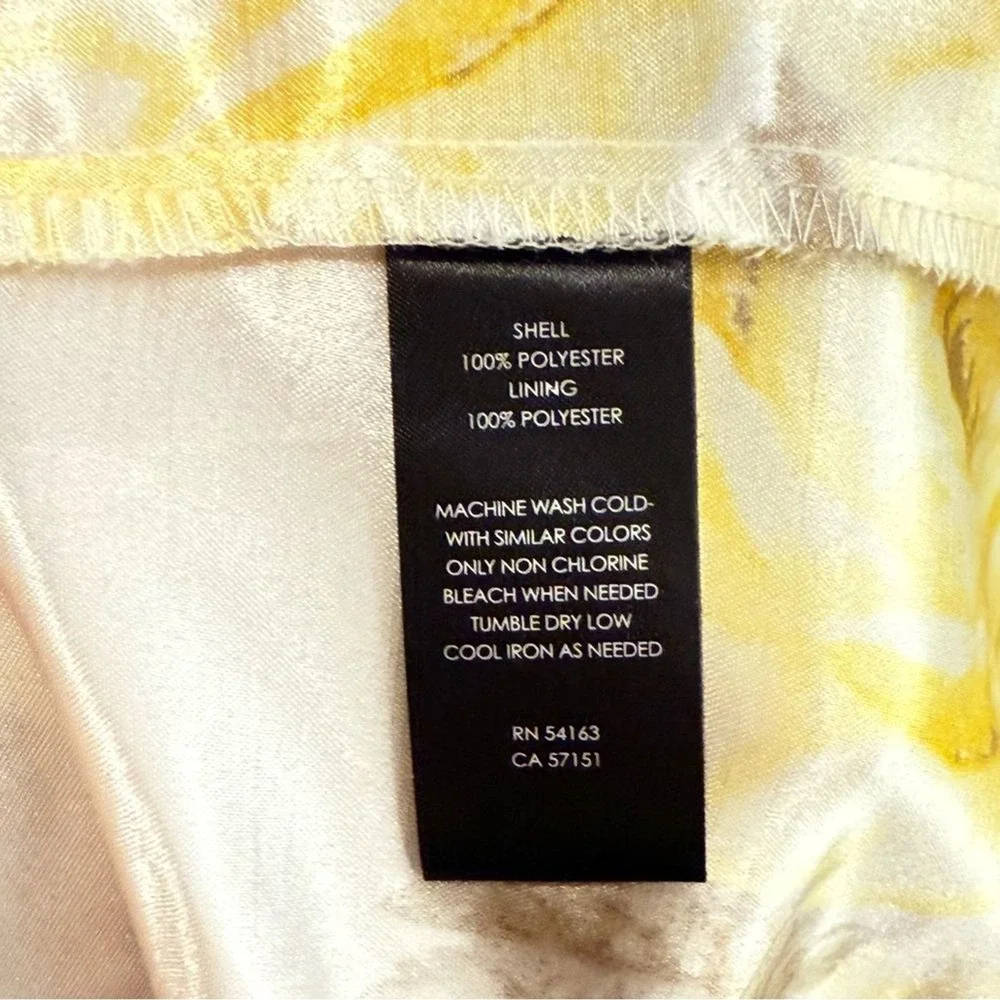 SHELL
100% POLYESTER
LINING
100% POLYESTER
MACHINE WASH COLD-
WITH SIMILAR COLORS
ONLY NON CHLORINE
BLEACH WHEN NEEDED
TUMBLE DRY LOW
COOL IRON AS NEEDED
RN 54163
CA 57151